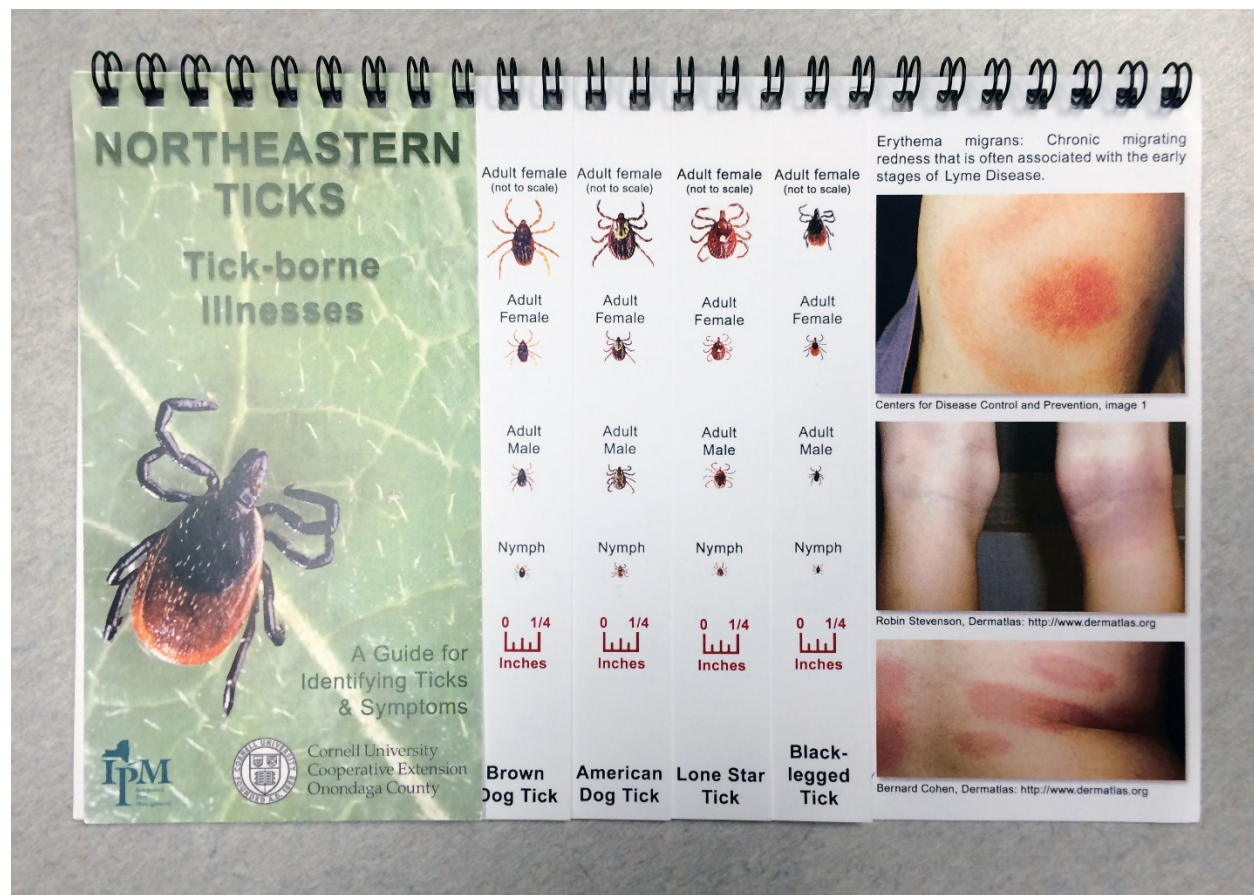 NORTHEASTERN
TICKS
Tick-borne
Illnesses
A Guide for
Identifying Ticks
& Symptoms
IPM
Integrated
Pest
Management
CORNELL UNIVERSITY
Cornell University
Cooperative Extension
Onondaga County
Adult female
(not to scale)
Adult
Female
Adult
Male
Nymph
0 1/4
Inches
Brown
Dog Tick
Adult female
(not to scale)
Adult
Female
Adult
Male
Nymph
0 1/4
Inches
American
Dog Tick
Adult female
(not to scale)
Adult
Female
Adult
Male
Nymph
0 1/4
Inches
Lone Star
Tick
Adult female
(not to scale)
Adult
Female
Adult
Male
Nymph
0 1/4
Inches
Black-
legged
Tick
Erythema migrans: Chronic migrating
redness that is often associated with the early
stages of Lyme Disease.
Centers for Disease Control and Prevention, image 1
Robin Stevenson, Dermatlas: http://www.dermatlas.org
Bernard Cohen, Dermatlas: http://www.dermatlas.org